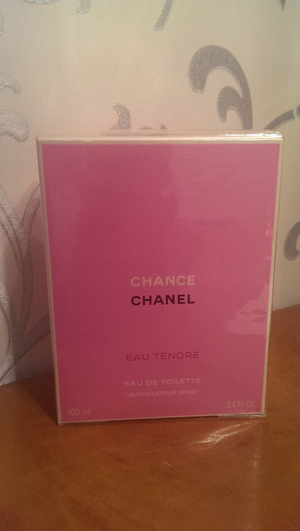 CHANCE
CHANEL
EAU TENDRE
EAU DE TOILETTE
VAPORISATEUR SPRAY
100 ml
3.4 FL. OZ.